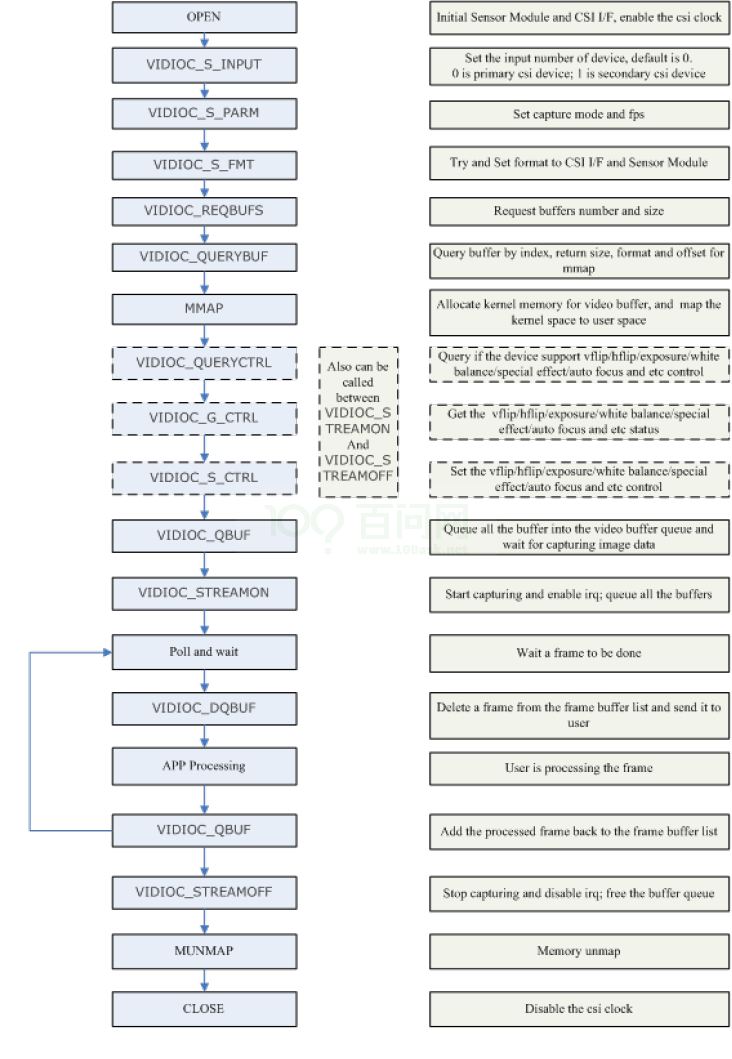 OPEN
Initial Sensor Module and CSI I/F, enable the csi clock
VIDIOC_S_INPUT
Set the input number of device, default is 0.
0 is primary csi device; 1 is secondary csi device
VIDIOC_S_PARM
Set capture mode and fps
VIDIOC_S_FMT
Try and Set format to CSI I/F and Sensor Module
VIDIOC_REQBUFS
Request buffers number and size
VIDIOC_QUERYBUF
Query buffer by index, return size, format and offset for
mmap
MMAP
Allocate kernel memory for video buffer, and map the
kernel space to user space
VIDIOC_QUERYCTRL
Query if the device support vflip/hflip/exposure/white
balance/special effect/auto focus and etc control
Also can be
called
between
VIDIOC_S
TREAMON
And
VIDIOC_S
TREAMOFF
VIDIOC_G_CTRL
Get the vflip/hflip/exposure/white balance/special
effect/auto focus and etc status
VIDIOC_S_CTRL
Set the vflip/hflip/exposure/white balance/special
effect/auto focus and etc control
百问网
www.100ask.net
VIDIOC_QBUF
Queue all the buffer into the video buffer queue and
wait for capturing image data
VIDIOC_STREAMON
Start capturing and enable irq; queue all the buffers
Poll and wait
Wait a frame to be done
VIDIOC_DQBUF
Delete a frame from the frame buffer list and send it to
user
APP Processing
User is processing the frame
VIDIOC_QBUF
Add the processed frame back to the frame buffer list
VIDIOC_STREAMOFF
Stop capturing and disable irq; free the buffer queue
MUNMAP
Memory unmap
CLOSE
Disable the csi clock